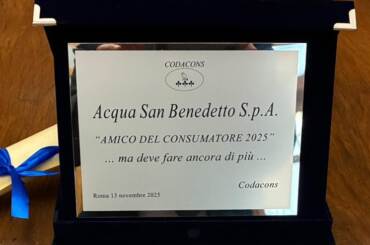 CODACONS
Acqua San Benedetto S.p.A.
“AMICO DEL CONSUMATORE 2025”
... ma deve fare ancora di più ...
Codacons
Roma 13 novembre 2025